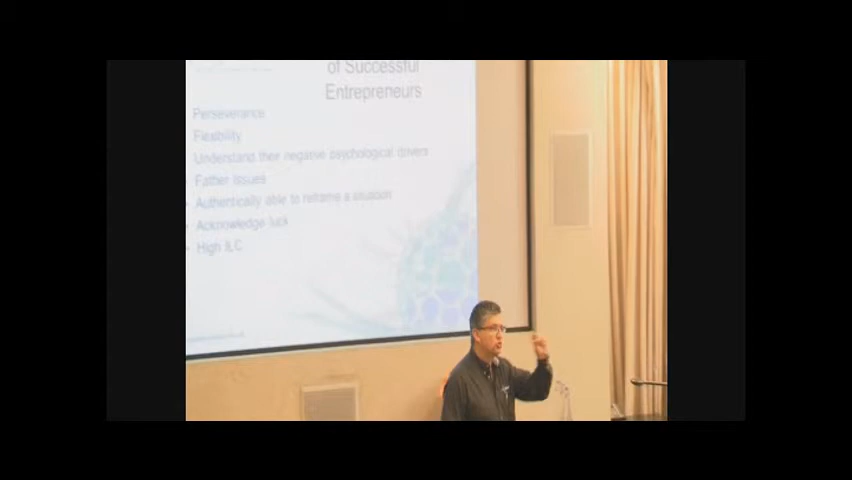 of Successful
Entrepreneurs
Perseverance
Flexibility
Understand their negative psychological drivers
• Father Issues
• Authentically able to reframe a situation
• Acknowledge luck
• High ILC